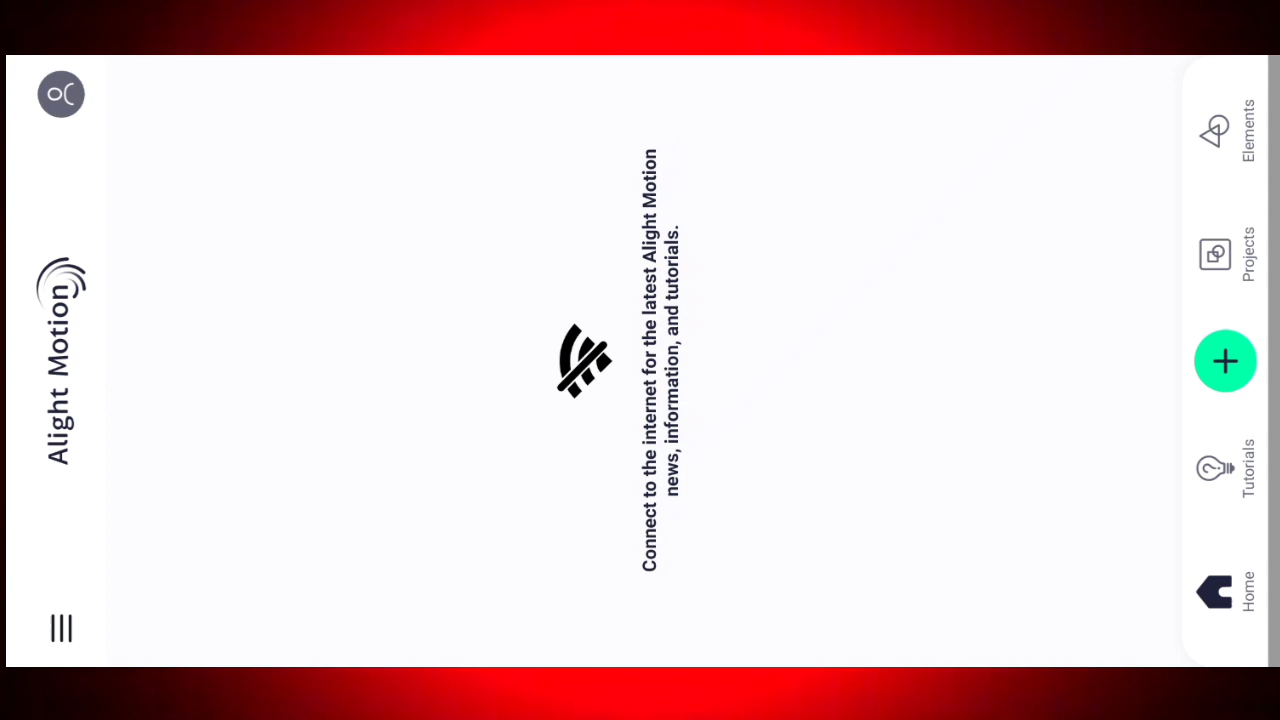 Alight Motion
Connect to the internet for the latest Alight Motion
news, information, and tutorials.
Home
Tutorials
Projects
Elements